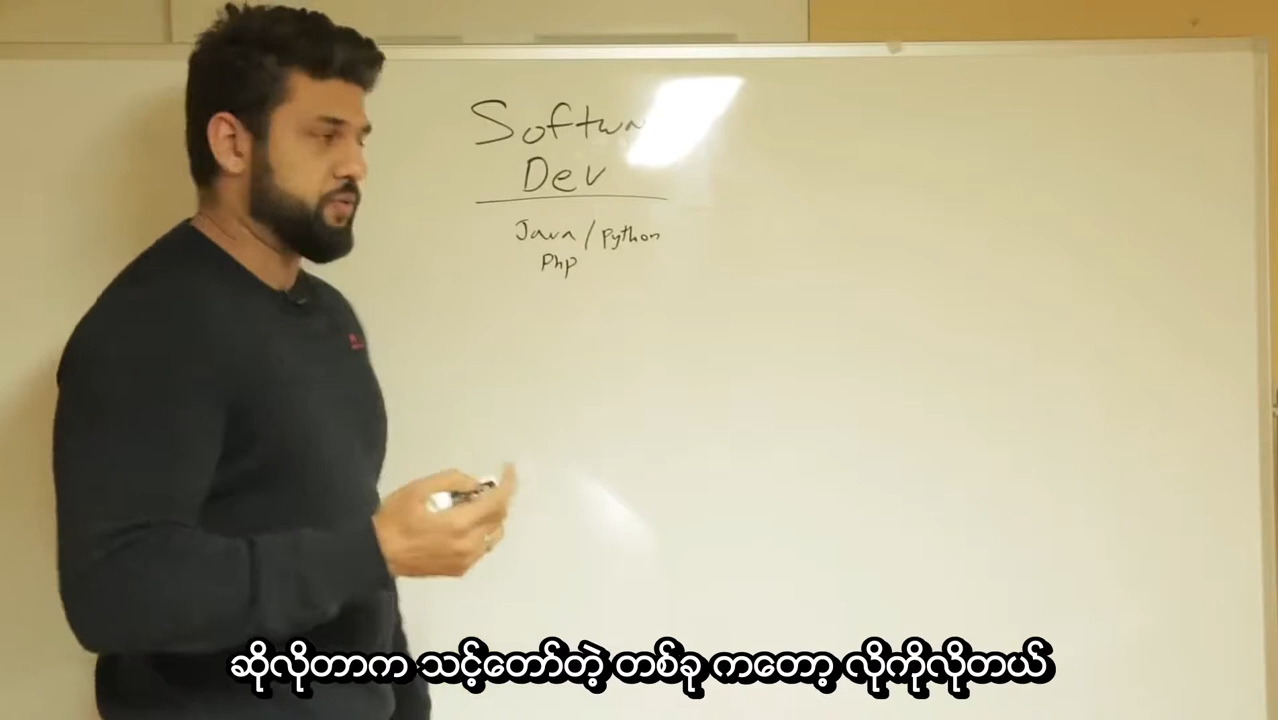 Softwa
Dev
Java / Python
Php
ဆိုလိုတာက သင့်တော်တဲ့ တစ်ခု ကတော့ လိုကိုလိုတယ်